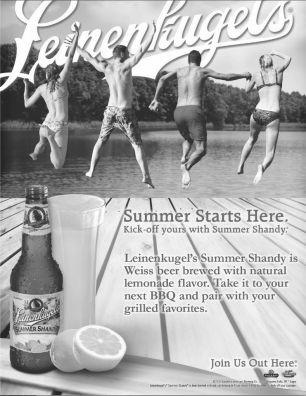 Leinenkugel's
Summer Starts Here.
Kick-off yours with Summer Shandy.
Leinenkugel's Summer Shandy is
Weiss beer brewed with natural
lemonade flavor. Take it to your
next BBQ and pair with your
grilled favorites.
Leinenkugel's
SUMMER SHANDY
Join Us Out Here.